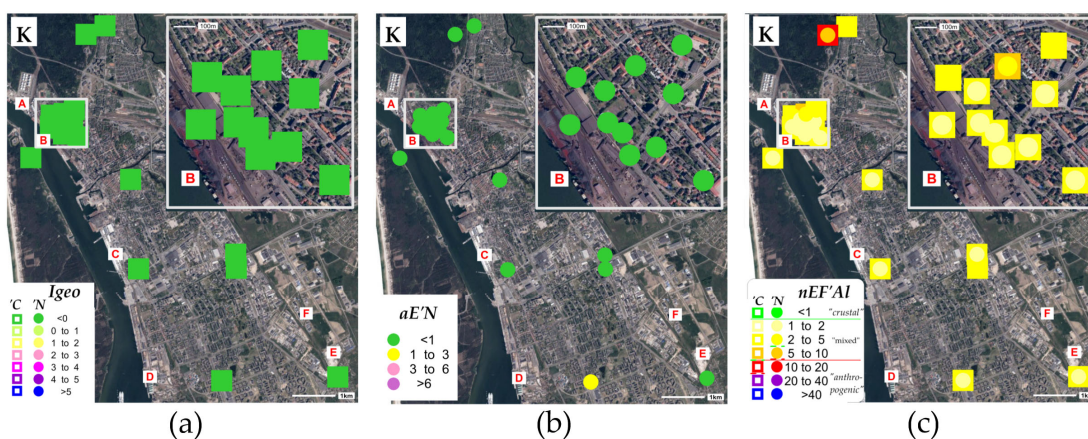 K
100m
A
B
B
C
D
E
F
1km
Igeo
'C 'N
<0
0 to 1
1 to 2
2 to 3
3 to 4
4 to 5
>5
(a)
K
100m
A
B
B
C
D
E
F
1km
aE'N
<1
1 to 3
3 to 6
>6
(b)
K
100m
A
B
B
C
D
E
F
1km
nEF'Al
'C 'N
<1 "crustal"
1 to 2
2 to 5 "mixed"
5 to 10
10 to 20
20 to 40 "anthro-
>40 pogenic"
(c)